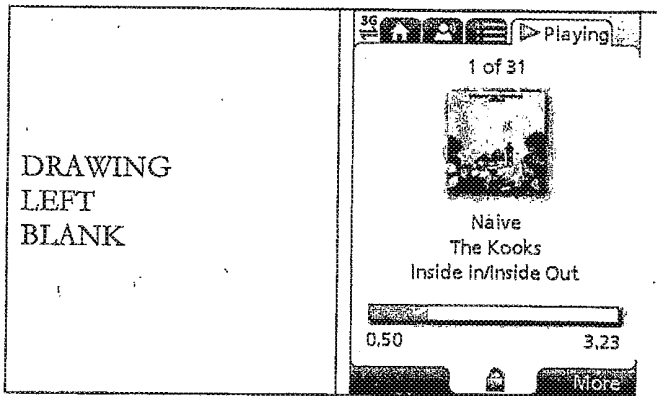 DRAWING
LEFT
BLANK
3G
Playing
1 of 31
Naive
The Kooks
Inside in/Inside Out
0,50
3,23
More